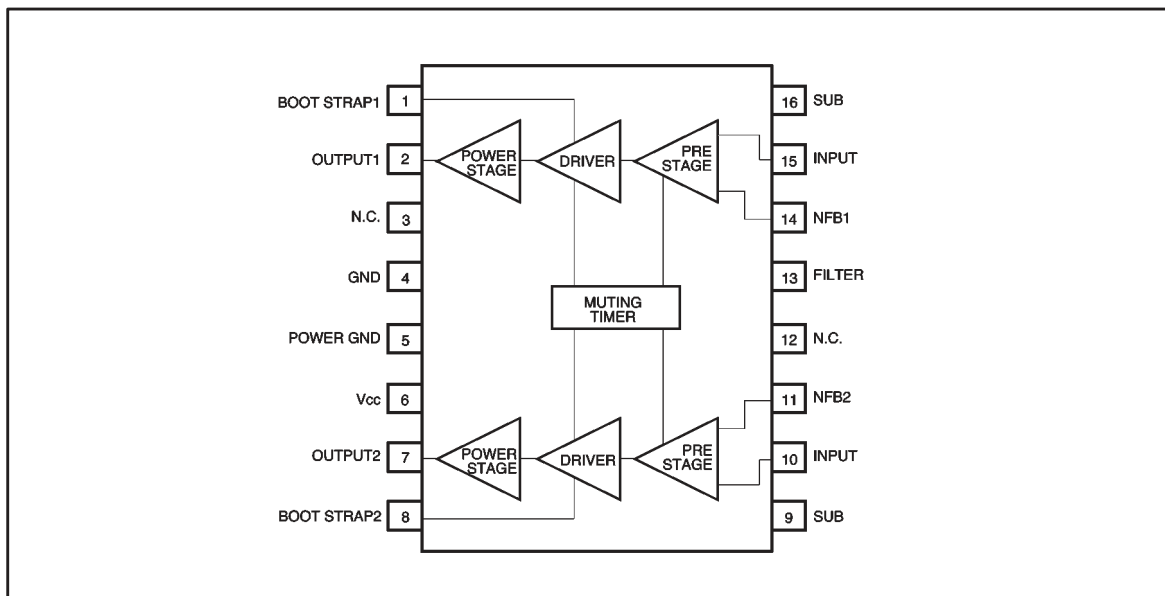 BOOT STRAP1 1
OUTPUT1 2
N.C. 3
GND 4
POWER GND 5
Vcc 6
OUTPUT2 7
BOOT STRAP2 8
POWER
STAGE
DRIVER
PRE
STAGE
MUTING
TIMER
POWER
STAGE
DRIVER
PRE
STAGE
16 SUB
15 INPUT
14 NFB1
13 FILTER
12 N.C.
11 NFB2
10 INPUT
9 SUB